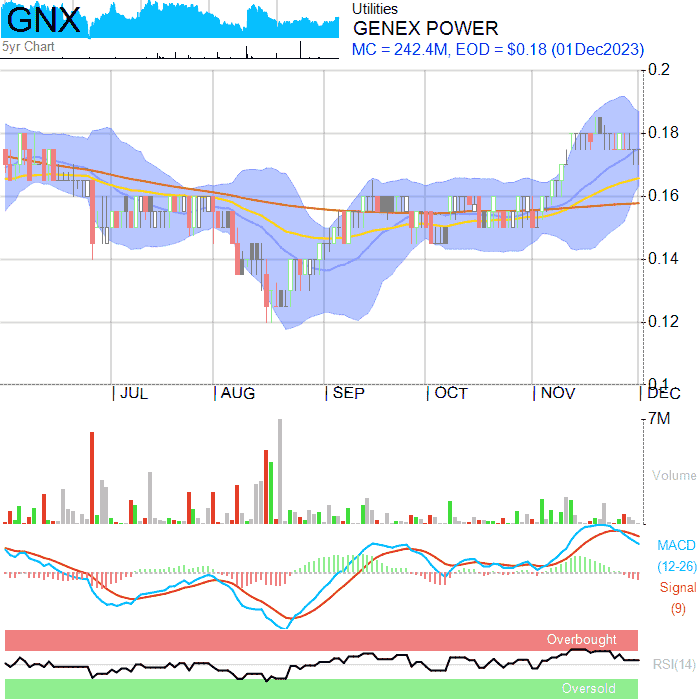 GNX
5yr Chart
Utilities
GENEX POWER
MC = 242.4M, EOD = $0.18 (01Dec2023)
0.2
0.18
0.16
0.14
0.12
0.1
JUL AUG SEP OCT NOV DEC
7M
Volume
MACD
(12-26)
Signal
(9)
Overbought
RSI(14)
Oversold